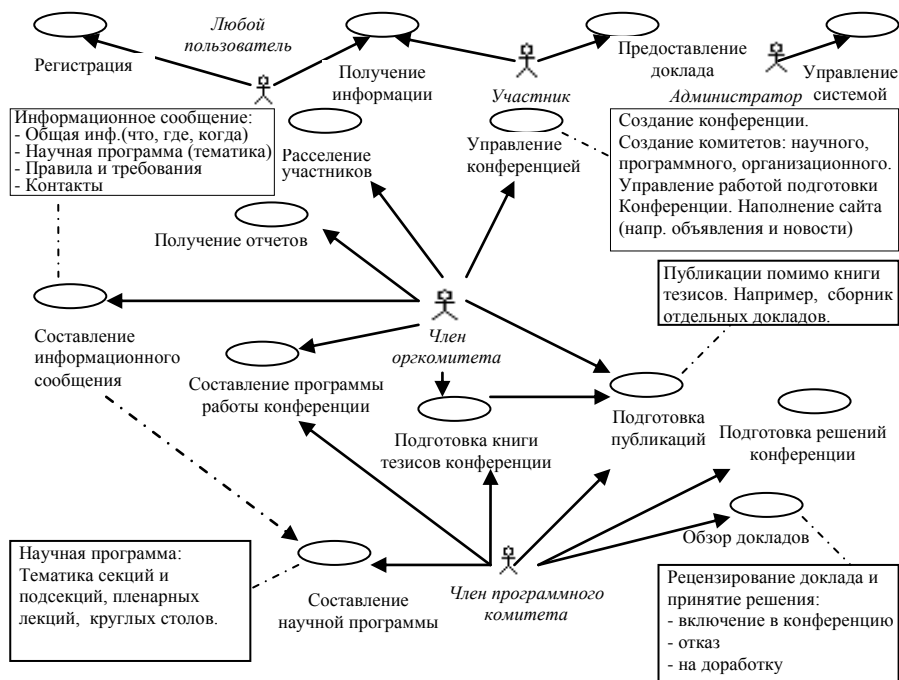 Любой
пользователь
Регистрация
Получение
информации
Участник
Предоставление
доклада
Администратор
Управление
системой
Информационное сообщение:
- Общая инф.(что, где, когда)
- Научная программа (тематика)
- Правила и требования
- Контакты
Расселение
участников
Управление
конференцией
Создание конференции.
Создание комитетов: научного,
программного, организационного.
Управление работой подготовки
Конференции. Наполнение сайта
(напр. объявления и новости)
Получение отчетов
Публикации помимо книги
тезисов. Например, сборник
отдельных докладов.
Член
оргкомитета
Составление
информационного
сообщения
Составление программы
работы конференции
Подготовка книги
тезисов конференции
Подготовка
публикаций
Подготовка решений
конференции
Обзор докладов
Научная программа:
Тематика секций и
подсекций, пленарных
лекций, круглых столов.
Составление
научной программы
Член программного
комитета
Рецензирование доклада и
принятие решения:
- включение в конференцию
- отказ
- на доработку